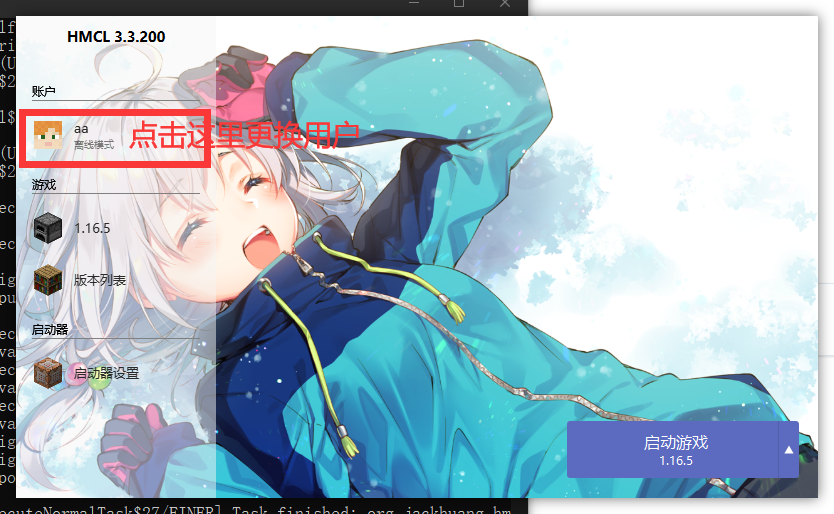 HMCL 3.3.200
账户
aa
离线模式
点击这里更换用户
游戏
1.16.5
版本列表
启动器
启动器设置
启动游戏
1.16.5
ecuteNormalTask$27/FINER] Task finished: org.jackhuang.hm